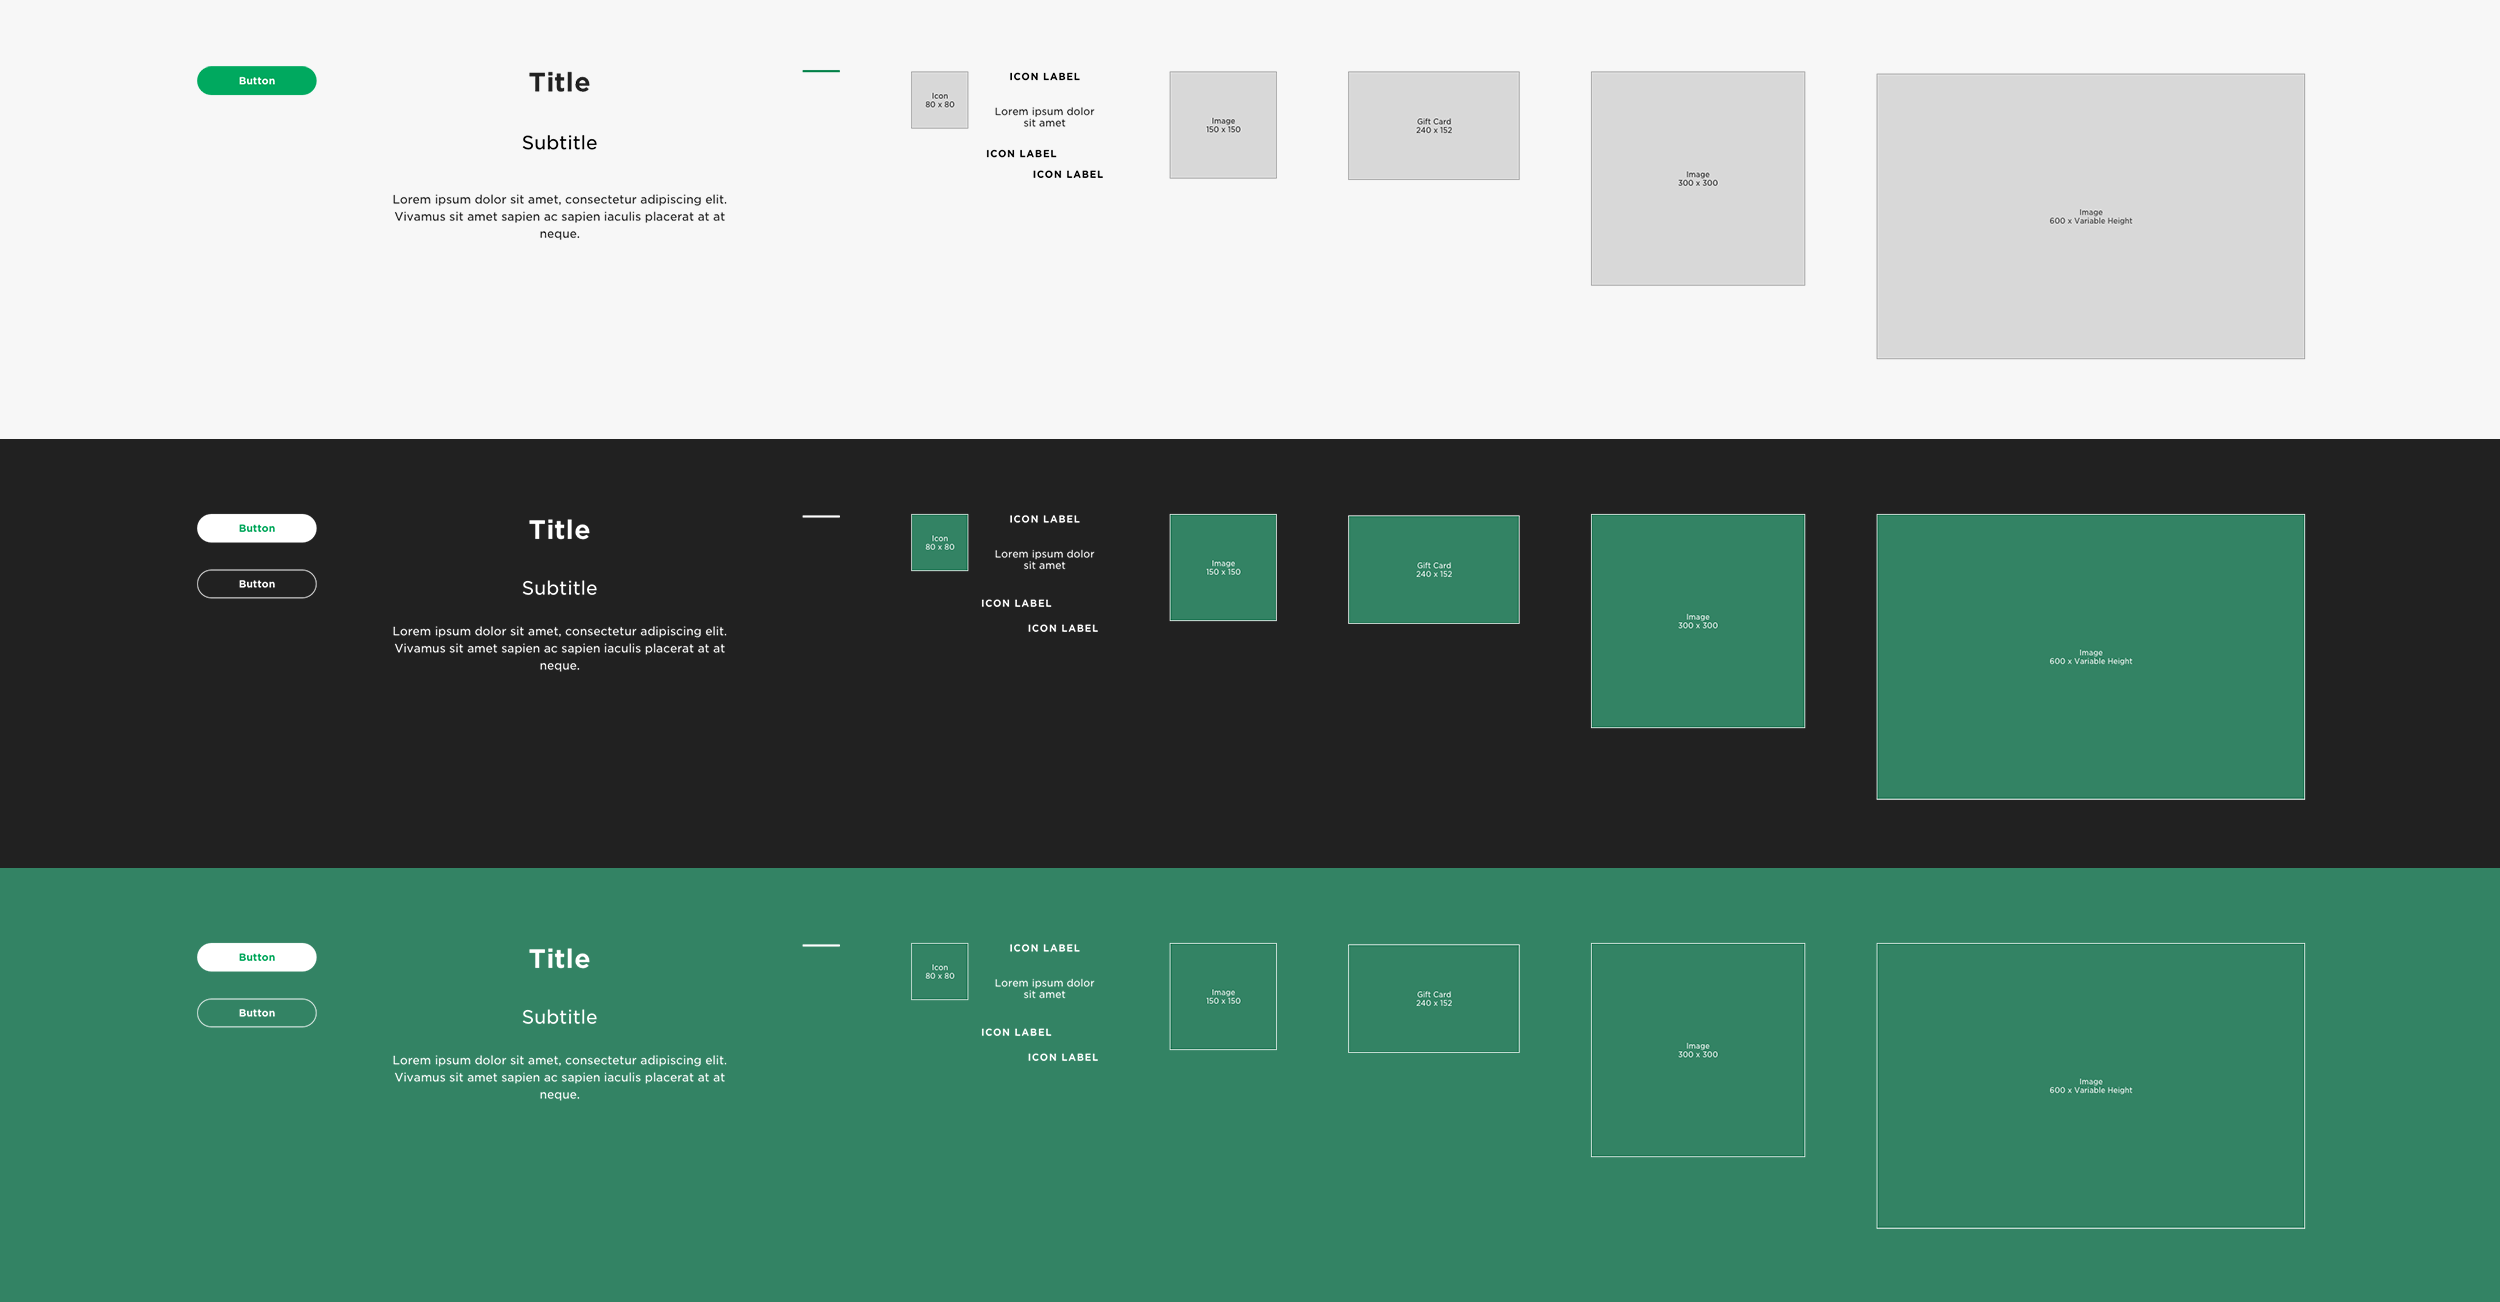 Button
Title
Subtitle
Lorem ipsum dolor sit amet, consectetur adipiscing elit.
Vivamus sit amet sapien ac sapien iaculis placerat at at
neque.
Icon
80 x 80
ICON LABEL
Lorem ipsum dolor
sit amet
ICON LABEL
ICON LABEL
Image
150 x 150
Gift Card
240 x 152
Image
300 x 300
Image
600 x Variable Height
Button
Button
Title
Subtitle
Lorem ipsum dolor sit amet, consectetur adipiscing elit.
Vivamus sit amet sapien ac sapien iaculis placerat at at
neque.
Icon
80 x 80
ICON LABEL
Lorem ipsum dolor
sit amet
ICON LABEL
ICON LABEL
Image
150 x 150
Gift Card
240 x 152
Image
300 x 300
Image
600 x Variable Height
Button
Button
Title
Subtitle
Lorem ipsum dolor sit amet, consectetur adipiscing elit.
Vivamus sit amet sapien ac sapien iaculis placerat at at
neque.
Icon
80 x 80
ICON LABEL
Lorem ipsum dolor
sit amet
ICON LABEL
ICON LABEL
Image
150 x 150
Gift Card
240 x 152
Image
300 x 300
Image
600 x Variable Height